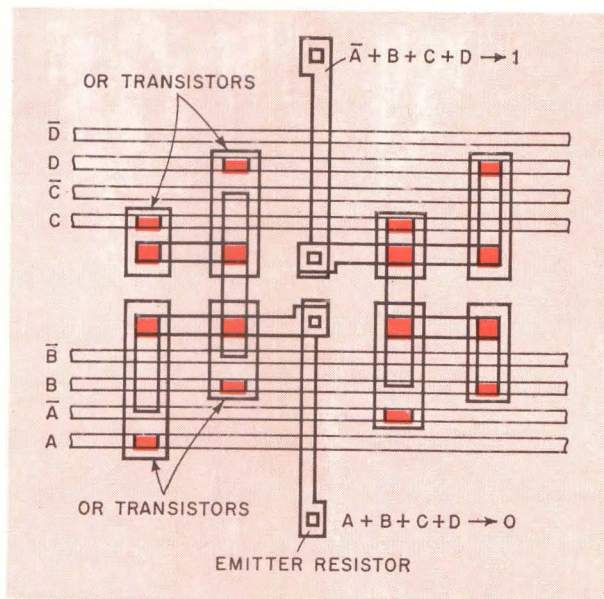 A̅ + B + C + D → 1
OR TRANSISTORS
D̅
D
C̅
C
B̅
B
A̅
A
OR TRANSISTORS
A + B + C + D → 0
EMITTER RESISTOR